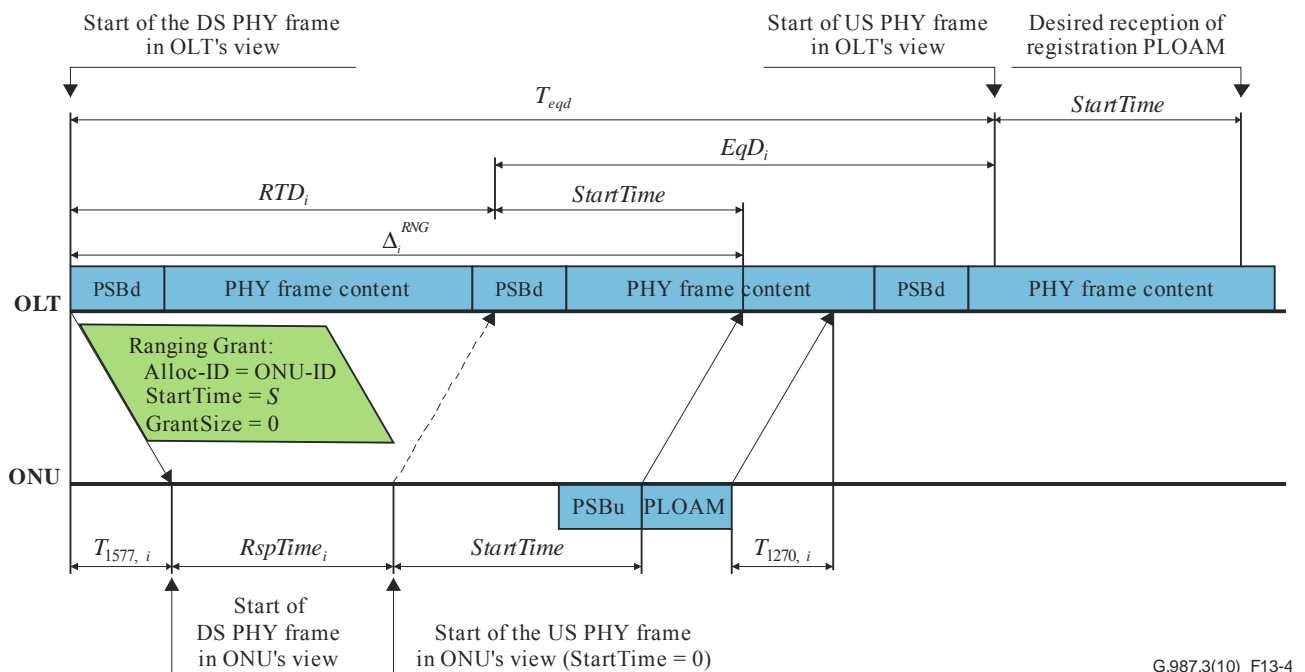 Start of the DS PHY frame
in OLT's view
Start of US PHY frame
in OLT's view
Desired reception of
registration PLOAM
T_eqd
StartTime
EqD_i
RTD_i
StartTime
Δ_i^RNG
OLT
PSBd
PHY frame content
PSBd
PHY frame content
PSBd
PHY frame content
Ranging Grant:
Alloc-ID = ONU-ID
StartTime = S
GrantSize = 0
ONU
PSBu
PLOAM
T_1577, i
RspTime_i
StartTime
T_1270, i
Start of
DS PHY frame
in ONU's view
Start of the US PHY frame
in ONU's view (StartTime = 0)
G.987.3(10)_F13-4